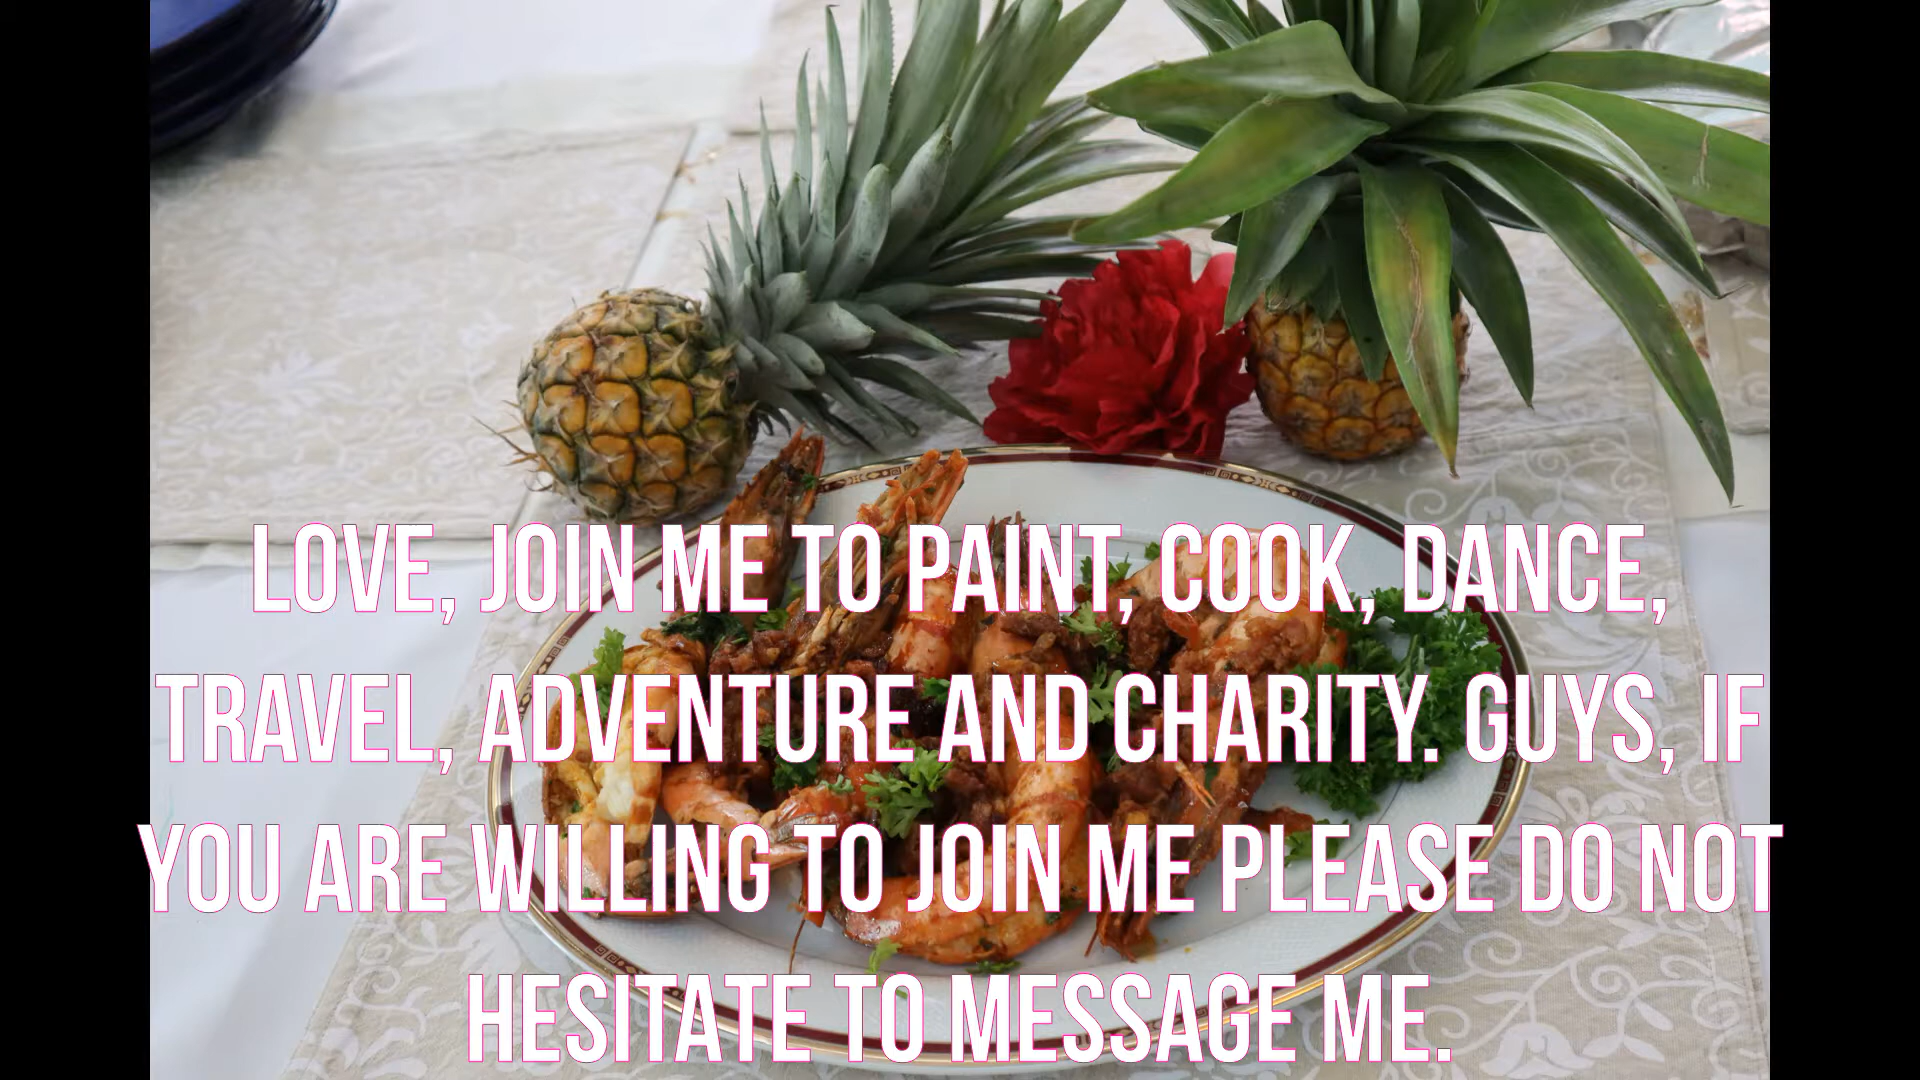 LOVE, JOIN ME TO PAINT, COOK, DANCE,
TRAVEL, ADVENTURE AND CHARITY. GUYS, IF
YOU ARE WILLING TO JOIN ME PLEASE DO NOT
HESITATE TO MESSAGE ME.